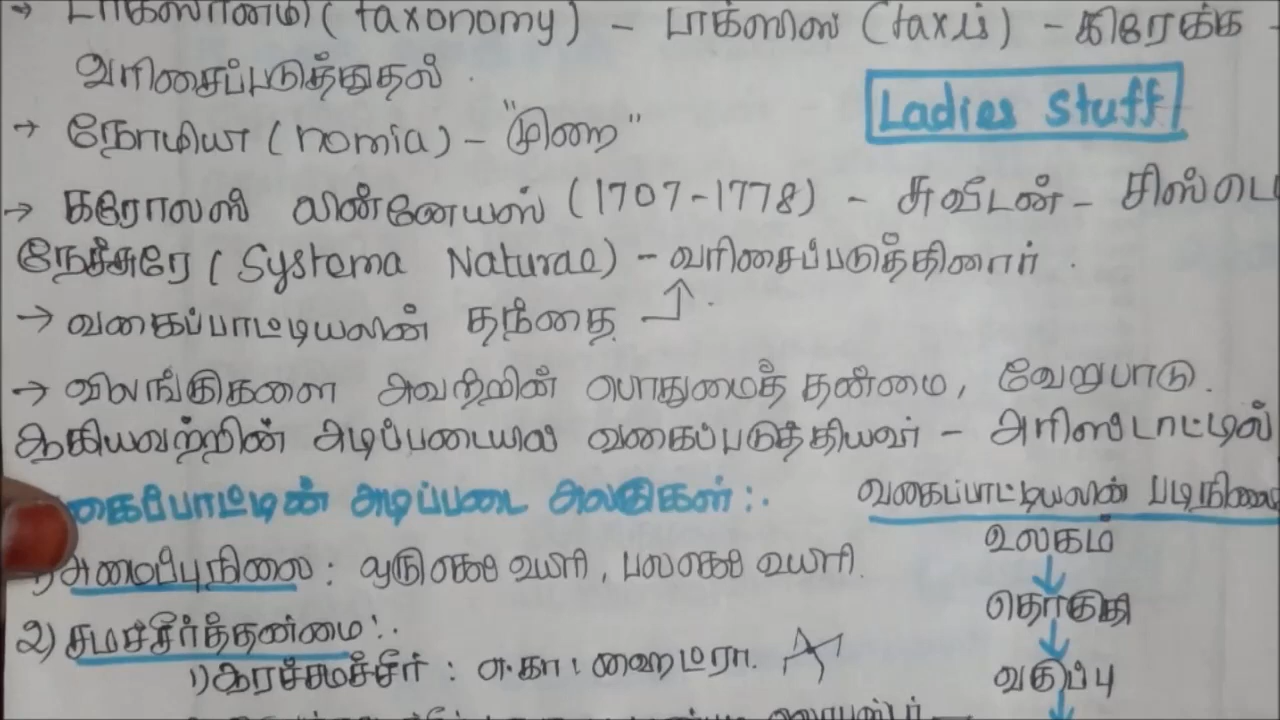 → டாக்ஸானமி (taxonomy) - டாக்ஸிஸ் (taxis) - கிரேக்க -
வரிசைப்படுத்துதல்.
Ladies Stuff
→ நோமியா (nomia) - "முறை"
→ கரோலஸ் லின்னேயஸ் (1707-1778) - சுவீடன் - சிஸ்டெ
நேச்சுரே (Systema Naturae) - வரிசைப்படுத்தினார்.
→ வகைப்பாட்டியலின் தந்தை
→ விலங்குகளை அவற்றின் பொதுமைத் தன்மை, வேறுபாடு.
ஆகியவற்றின் அடிப்படையில் வகைப்படுத்தியவர் - அரிஸ்டாட்டில்
கைப்பாட்டின் அடிப்படை அலகுகள்:.
வகைப்பாட்டியலின் படிநிலை
உலகம்
↓
1) அமைப்புநிலை: ஒரு செல் உயிரி, பலசெல் உயிரி.
தொகுதி
↓
2) சமச்சீர்த்தன்மை:.
1) ஆரச்சமச்சீர் : எ.கா: ஹைட்ரா.
வகுப்பு
↓